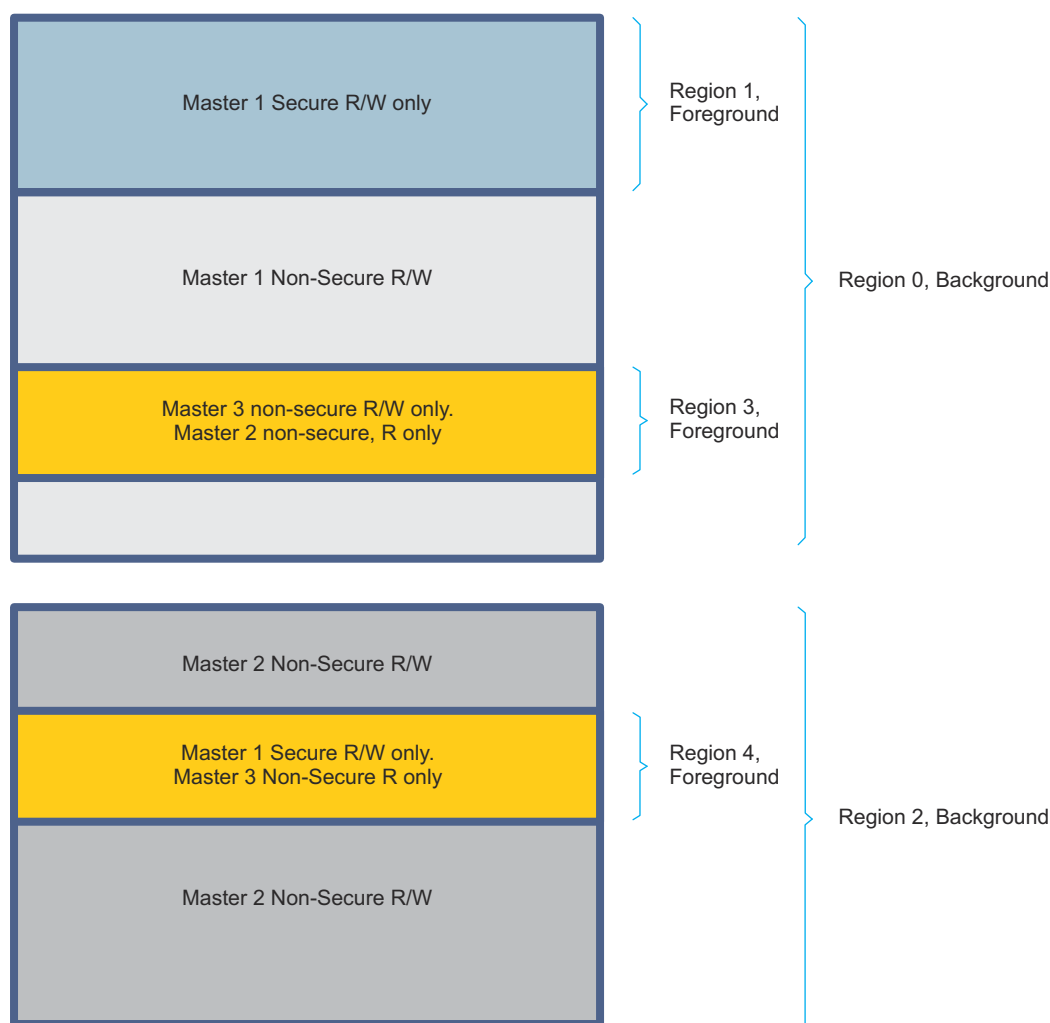 Master 1 Secure R/W only
Region 1,
Foreground
Master 1 Non-Secure R/W
Region 0, Background
Master 3 non-secure R/W only.
Master 2 non-secure, R only
Region 3,
Foreground
Master 2 Non-Secure R/W
Master 1 Secure R/W only.
Master 3 Non-Secure R only
Region 4,
Foreground
Region 2, Background
Master 2 Non-Secure R/W